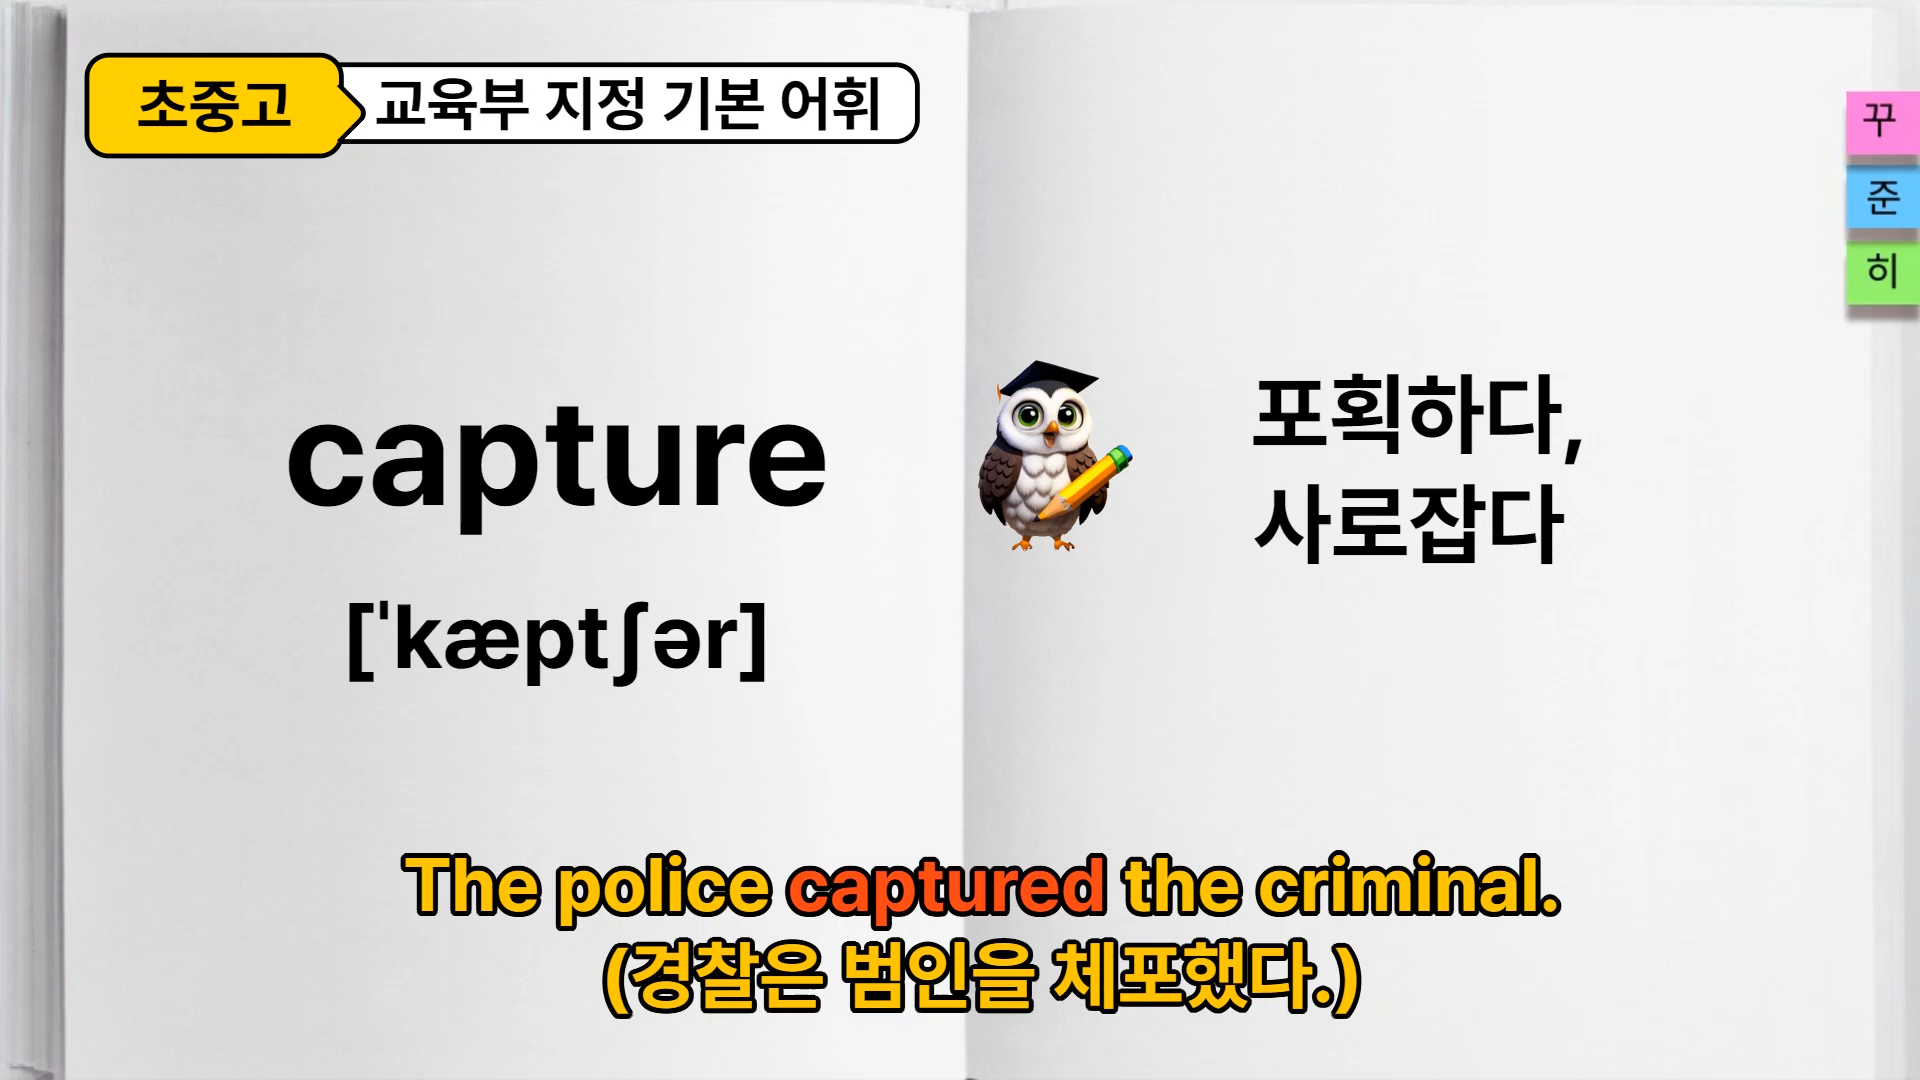 초중고 교육부 지정 기본 어휘
꾸
준
히
capture
[ˈkæptʃər]
포획하다,
사로잡다
The police captured the criminal.
(경찰은 범인을 체포했다.)